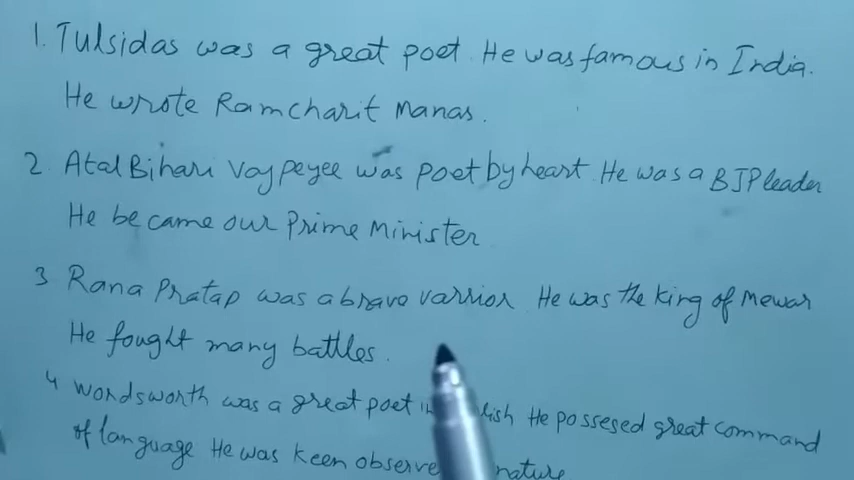 1. Tulsidas was a great poet. He was famous in India.
He wrote Ramcharit Manas.
2. Atal Bihari Vajpeyee was poet by heart. He was a BJP leader
He became our Prime Minister
3 Rana Pratap was a brave varrior He was the king of Mewar
He fought many battles.
4 Wordsworth was a great poet in He possesed great command
of language He was keen nature